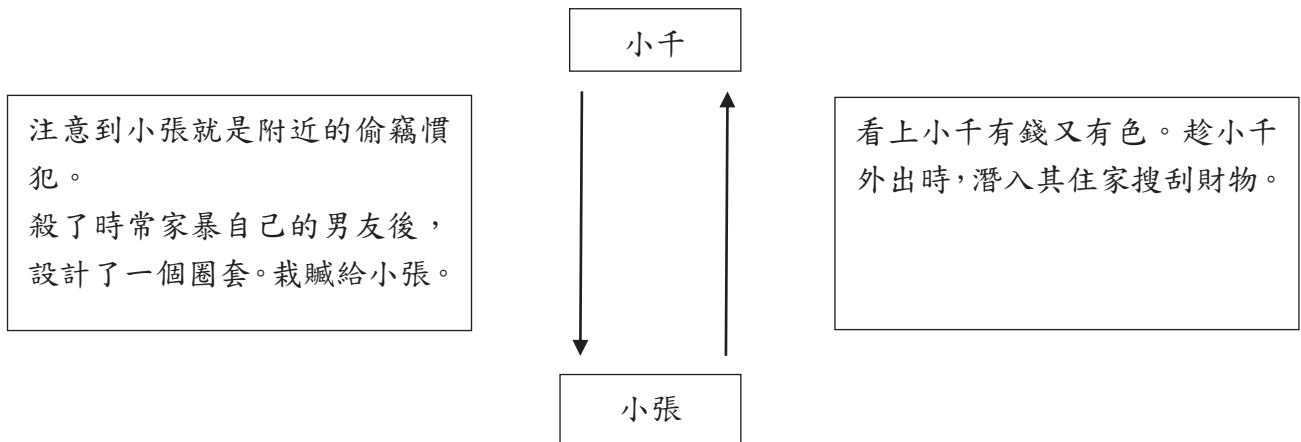 小千
注意到小張就是附近的偷竊慣
犯。
殺了時常家暴自己的男友後，
設計了一個圈套。栽贓給小張。
看上小千有錢又有色。趁小千
外出時，潛入其住家搜刮財物。
小張